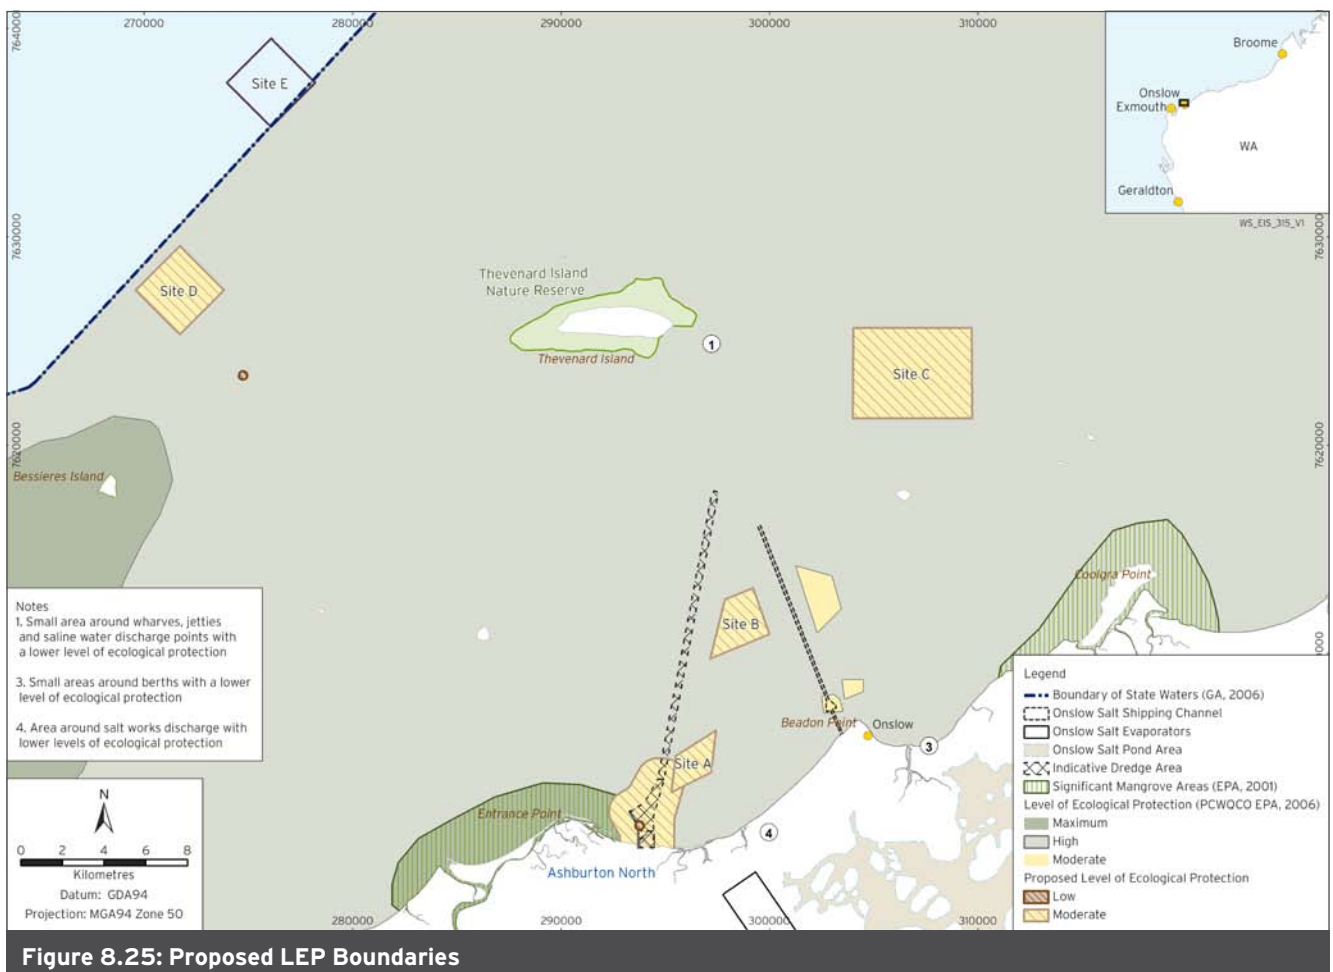 270000
280000
290000
300000
310000
7640000
Site E
Broome
Onslow
Exmouth
WA
Geraldton
WS_EIS_315_V1
7630000
7630000
Site D
Thevenard Island
Nature Reserve
Thevenard Island
1
Site C
7620000
7620000
Bessieres Island
Coolgra Point
Notes
1. Small area around wharves, jetties
and saline water discharge points with
a lower level of ecological protection
3. Small areas around berths with a lower
level of ecological protection
4. Area around salt works discharge with
lower levels of ecological protection
Site B
Beadon Point
Onslow
3
Site A
Entrance Point
4
Ashburton North
N
0 2 4 6 8
Kilometres
Datum: GDA94
Projection: MGA94 Zone 50
Legend
Boundary of State Waters (GA, 2006)
Onslow Salt Shipping Channel
Onslow Salt Evaporators
Onslow Salt Pond Area
Indicative Dredge Area
Significant Mangrove Areas (EPA, 2001)
Level of Ecological Protection (PCWQCO EPA, 2006)
Maximum
High
Moderate
Proposed Level of Ecological Protection
Low
Moderate
280000
290000
300000
310000
Figure 8.25: Proposed LEP Boundaries